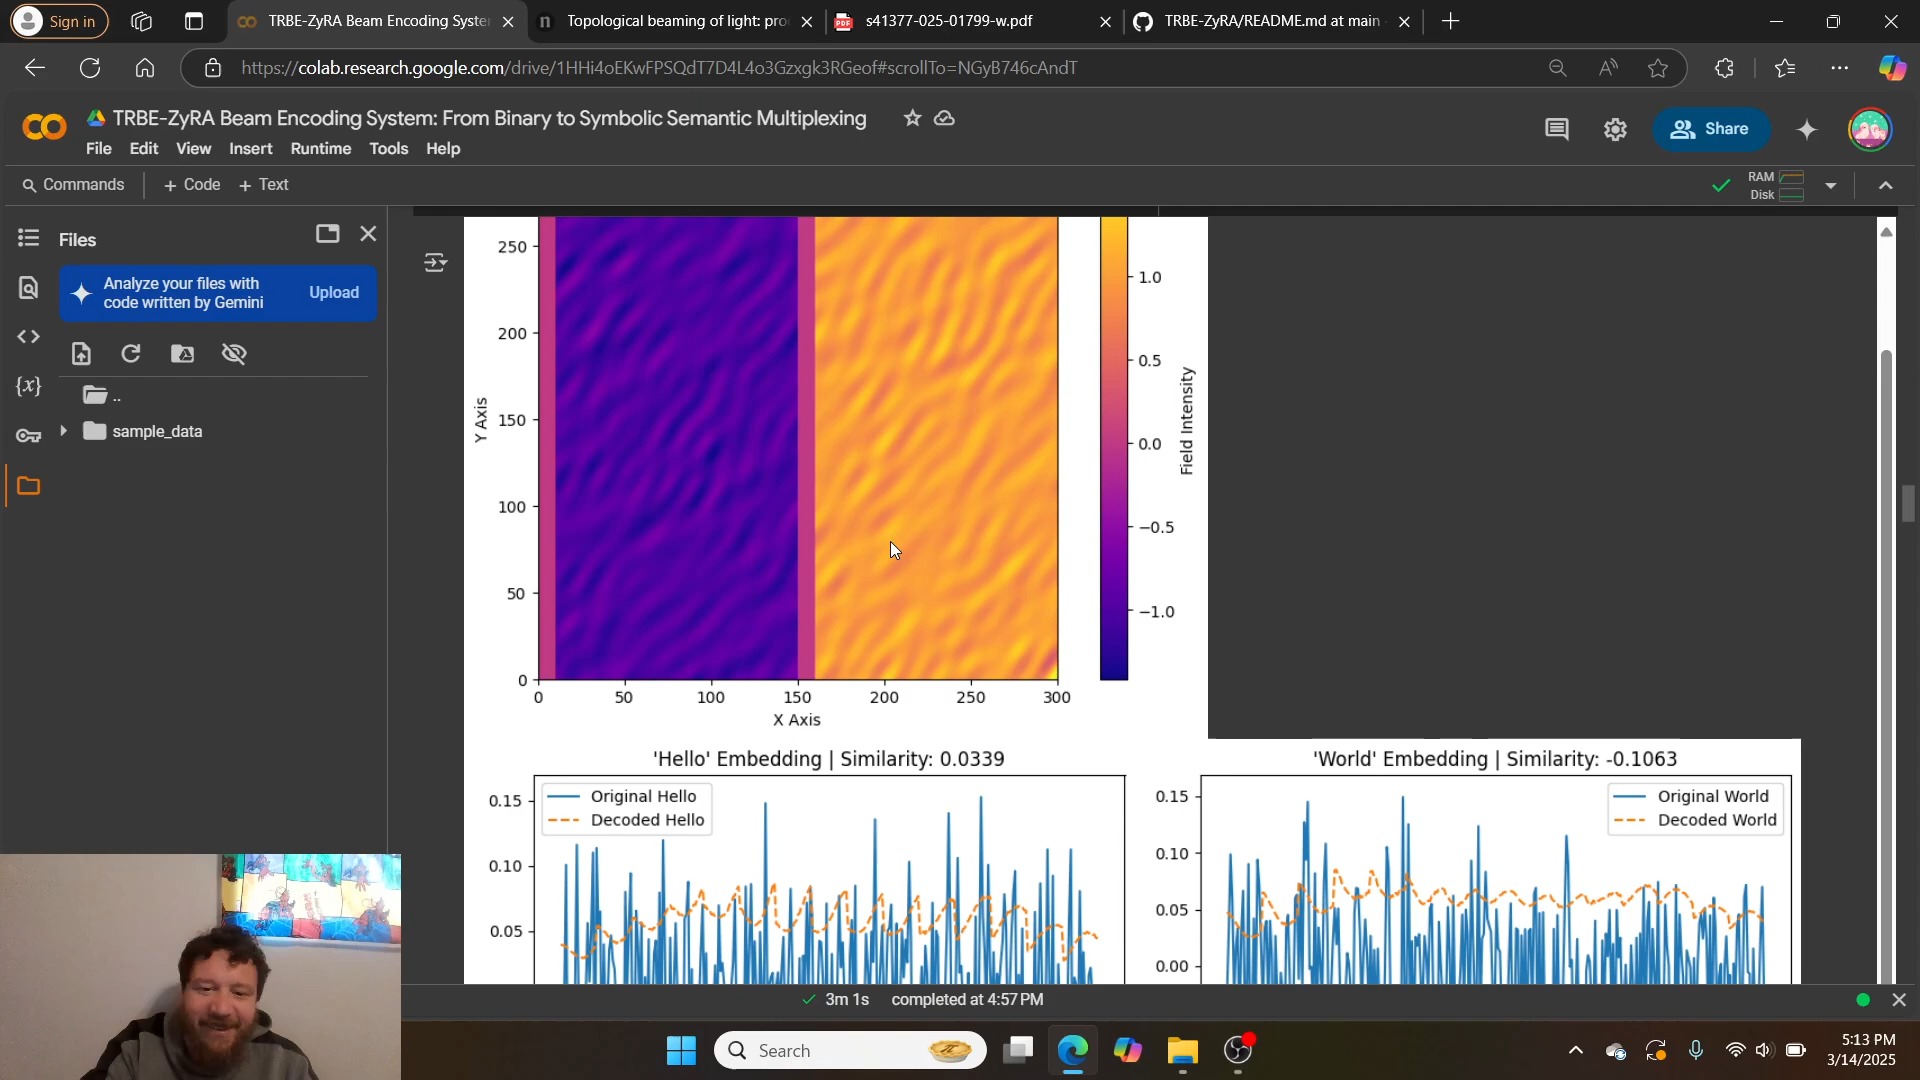 Sign in
TRBE-ZyRA Beam Encoding Syste
Topological beaming of light: pro
s41377-025-01799-w.pdf
TRBE-ZyRA/README.md at main
https://colab.research.google.com/drive/1HHi4oEKwFPSQdT7D4L4o3Gzxgk3RGeof#scrollTo=NGyB746cAndT
TRBE-ZyRA Beam Encoding System: From Binary to Symbolic Semantic Multiplexing
File Edit View Insert Runtime Tools Help
Share
Commands + Code + Text
RAM
Disk
Files
Analyze your files with
code written by Gemini
Upload
..
sample_data
250
200
150
100
50
0
Y Axis
0 50 100 150 200 250 300
X Axis
1.0
0.5
0.0
−0.5
−1.0
Field Intensity
'Hello' Embedding | Similarity: 0.0339
Original Hello
Decoded Hello
0.15
0.10
0.05
'World' Embedding | Similarity: -0.1063
Original World
Decoded World
0.15
0.10
0.05
0.00
3m 1s completed at 4:57 PM
Search
5:13 PM
3/14/2025